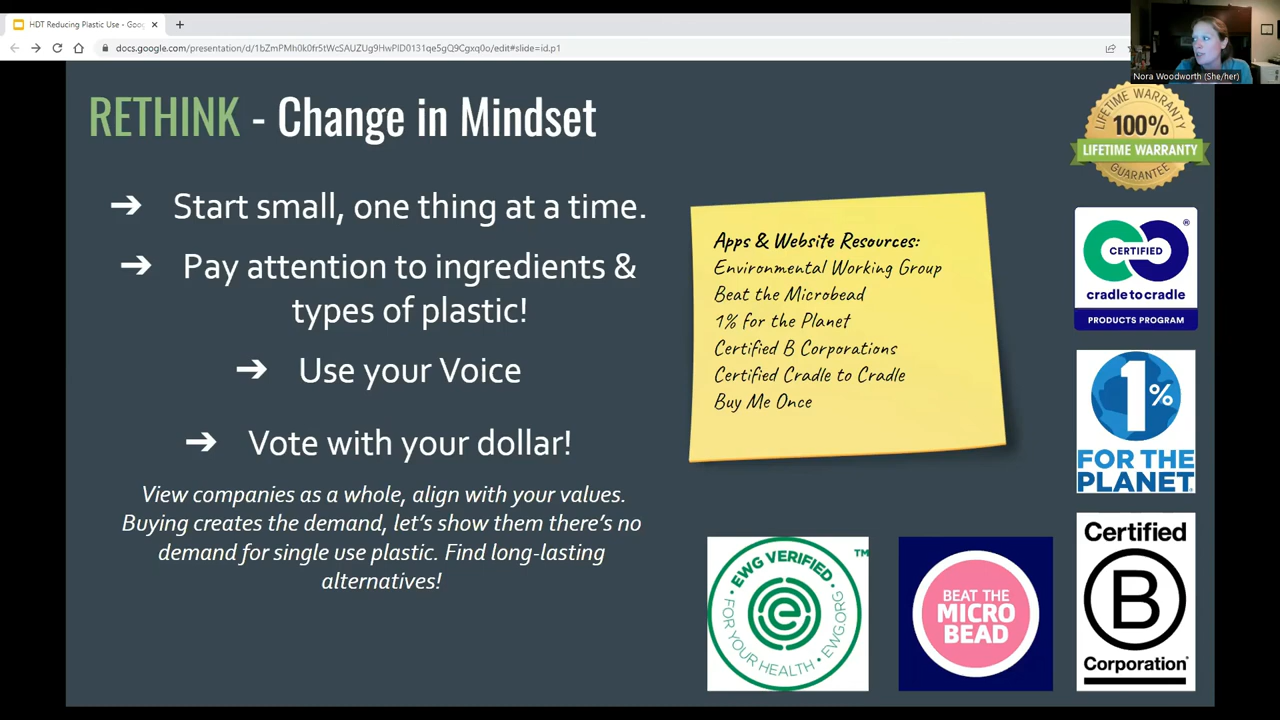 HDT Reducing Plastic Use - Goo
docs.google.com/presentation/d/1bZmPMh0k0fr5tWcSAUZUg9HwPlD0131qe5gQ9Cgxq0o/edit#slide=id.p1
Nora Woodworth (She/her)
RETHINK - Change in Mindset
➔ Start small, one thing at a time.
➔ Pay attention to ingredients &
types of plastic!
➔ Use your Voice
➔ Vote with your dollar!
View companies as a whole, align with your values.
Buying creates the demand, let's show them there's no
demand for single use plastic. Find long-lasting
alternatives!
Apps & Website Resources:
Environmental Working Group
Beat the Microbead
1% for the Planet
Certified B Corporations
Certified Cradle to Cradle
Buy Me Once
LIFETIME WARRANTY
100%
LIFETIME WARRANTY
GUARANTEE
CERTIFIED
®
cradle to cradle
PRODUCTS PROGRAM
1%
FOR THE
PLANET
EWG VERIFIED
™
e
FOR YOUR HEALTH • EWG.ORG
BEAT THE
MICRO
BEAD
Certified
B
Corporation